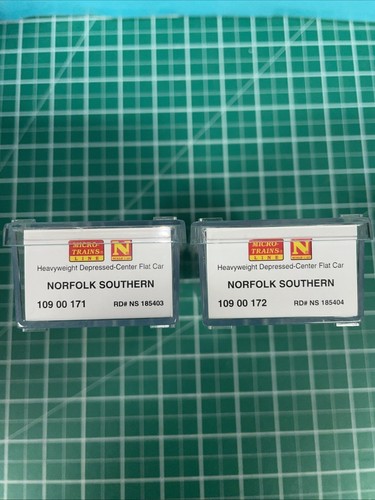 MICRO-
TRAINS®
LINE
N
Heavyweight Depressed-Center Flat Car
NORFOLK SOUTHERN
109 00 171 RD# NS 185403
MICRO-
TRAINS®
LINE
N
Heavyweight Depressed-Center Flat Car
NORFOLK SOUTHERN
109 00 172 RD# NS 185404